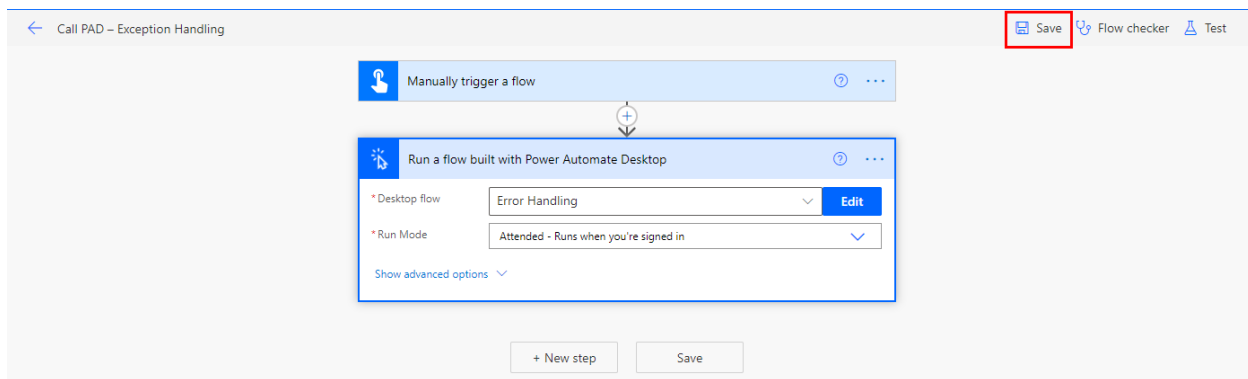 Call PAD – Exception Handling
Save Flow checker Test
Manually trigger a flow
Run a flow built with Power Automate Desktop
* Desktop flow Error Handling Edit
* Run Mode Attended - Runs when you're signed in
Show advanced options
+ New step Save